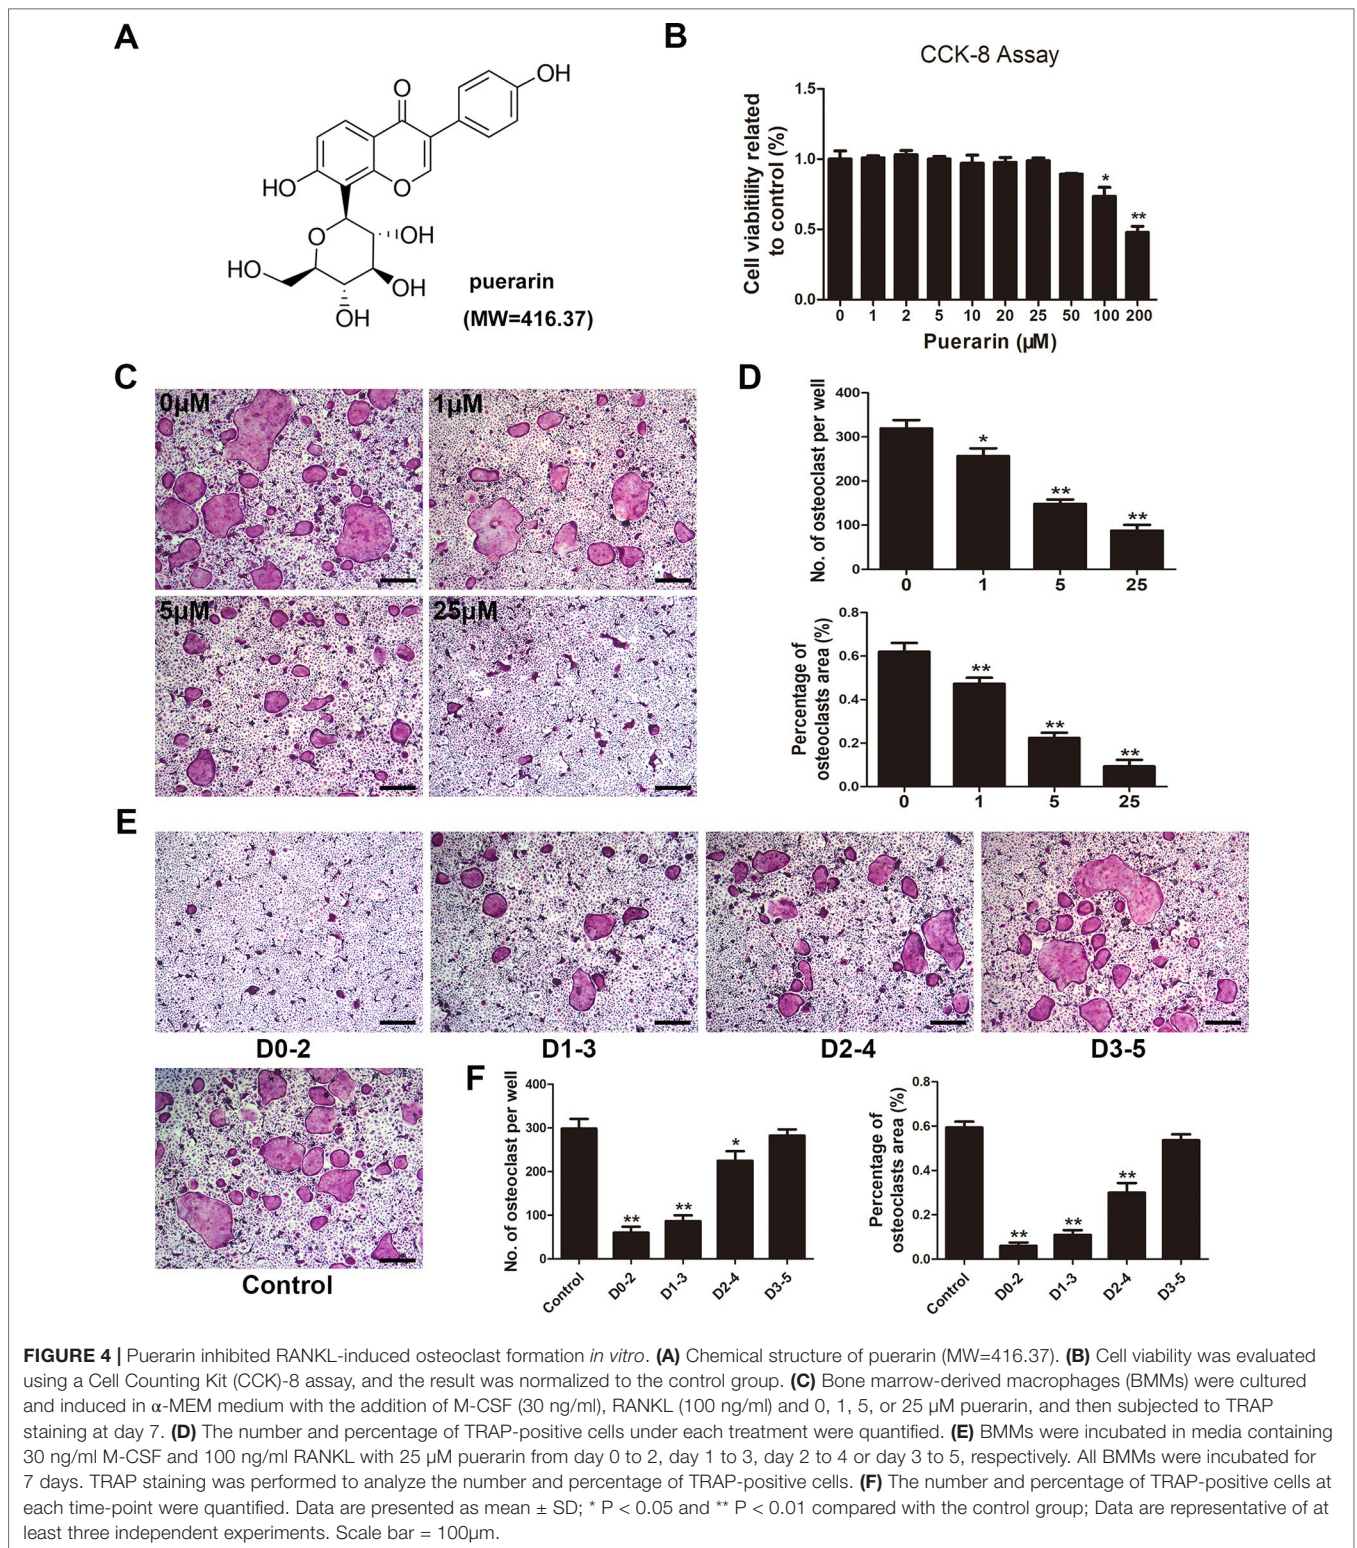 A
OH
O
HO
O
O
OH
HO
OH
OH
puerarin
(MW=416.37)
B
CCK-8 Assay
Cell viabitility related
to control (%)
1.5
1.0
0.5
0.0
*
**
0 1 2 5 10 20 25 50 100 200
Puerarin (µM)
C
0µM
1µM
5µM
25µM
D
No. of osteoclast per well
400
300
200
100
0
*
**
**
0 1 5 25
Percentage of
osteoclasts area (%)
0.8
0.6
0.4
0.2
0.0
**
**
**
0 1 5 25
E
D0-2
D1-3
D2-4
D3-5
Control
F
No. of osteoclast per well
400
300
200
100
0
**
**
*
Control D0-2 D1-3 D2-4 D3-5
Percentage of
osteoclasts area (%)
0.8
0.6
0.4
0.2
0.0
**
**
**
Control D0-2 D1-3 D2-4 D3-5
FIGURE 4 | Puerarin inhibited RANKL-induced osteoclast formation in vitro. (A) Chemical structure of puerarin (MW=416.37). (B) Cell viability was evaluated
using a Cell Counting Kit (CCK)-8 assay, and the result was normalized to the control group. (C) Bone marrow-derived macrophages (BMMs) were cultured
and induced in α-MEM medium with the addition of M-CSF (30 ng/ml), RANKL (100 ng/ml) and 0, 1, 5, or 25 µM puerarin, and then subjected to TRAP
staining at day 7. (D) The number and percentage of TRAP-positive cells under each treatment were quantified. (E) BMMs were incubated in media containing
30 ng/ml M-CSF and 100 ng/ml RANKL with 25 µM puerarin from day 0 to 2, day 1 to 3, day 2 to 4 or day 3 to 5, respectively. All BMMs were incubated for
7 days. TRAP staining was performed to analyze the number and percentage of TRAP-positive cells. (F) The number and percentage of TRAP-positive cells at
each time-point were quantified. Data are presented as mean ± SD; * P < 0.05 and ** P < 0.01 compared with the control group; Data are representative of at
least three independent experiments. Scale bar = 100µm.